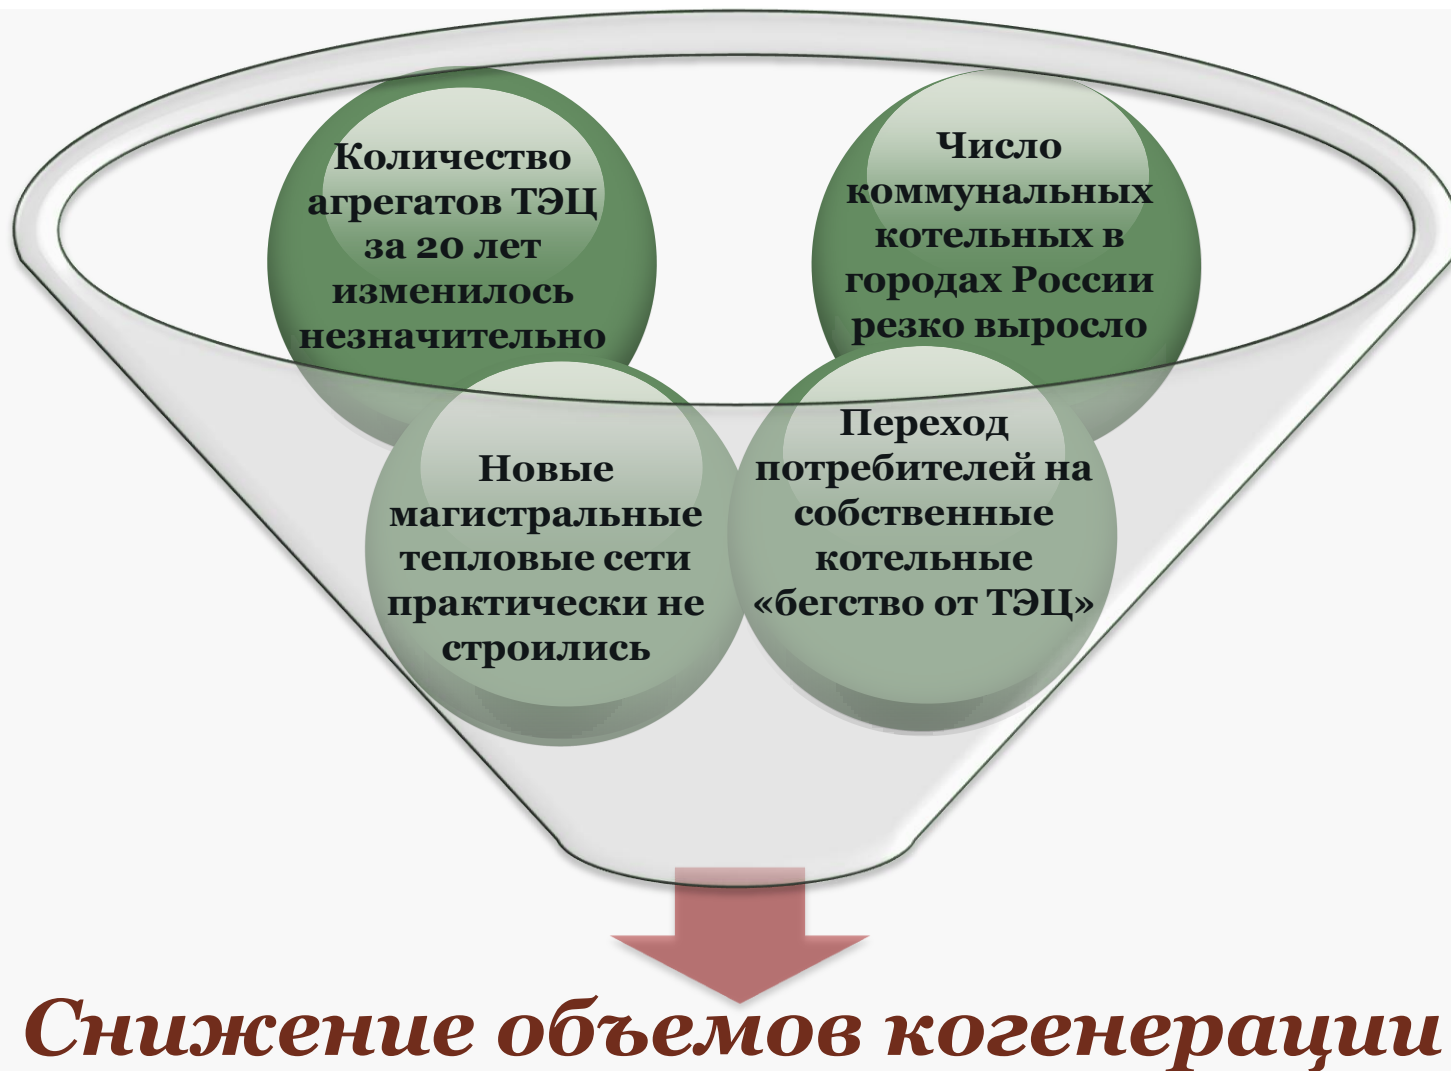 Количество
агрегатов ТЭЦ
за 20 лет
изменилось
незначительно
Число
коммунальных
котельных в
городах России
резко выросло
Новые
магистральные
тепловые сети
практически не
строились
Переход
потребителей на
собственные
котельные
«бегство от ТЭЦ»
Снижение объемов когенерации